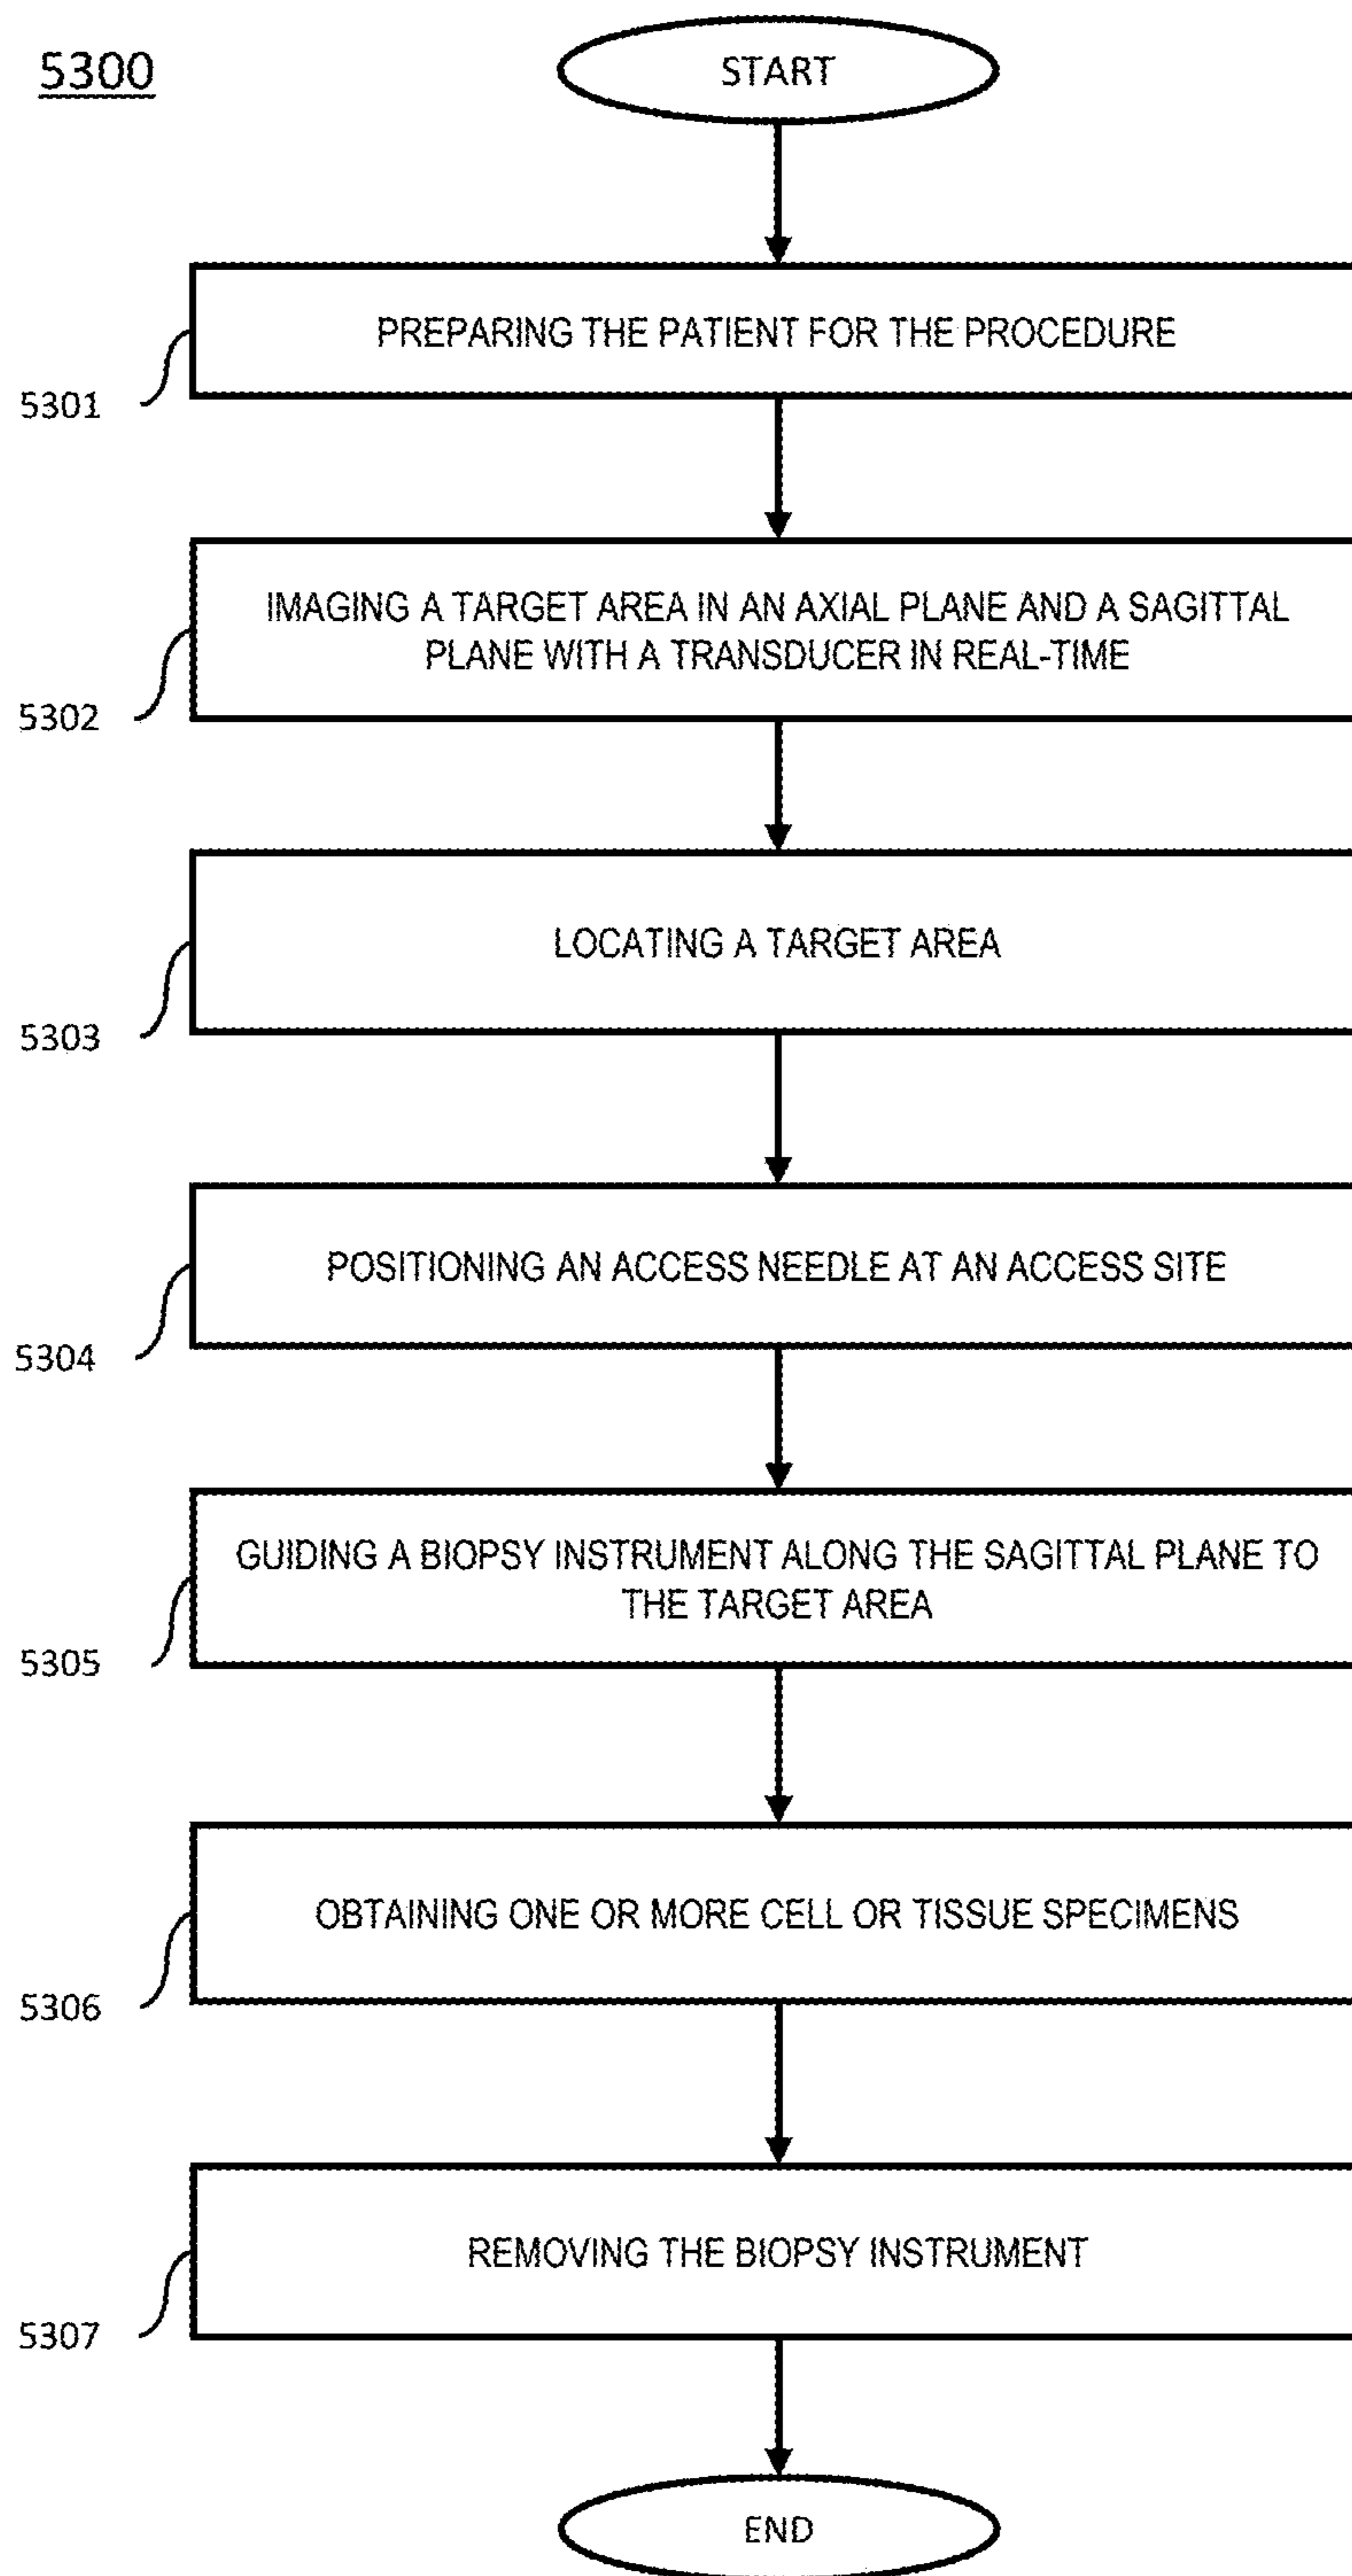 5300
START
PREPARING THE PATIENT FOR THE PROCEDURE
5301
IMAGING A TARGET AREA IN AN AXIAL PLANE AND A SAGITTAL
PLANE WITH A TRANSDUCER IN REAL-TIME
5302
LOCATING A TARGET AREA
5303
POSITIONING AN ACCESS NEEDLE AT AN ACCESS SITE
5304
GUIDING A BIOPSY INSTRUMENT ALONG THE SAGITTAL PLANE TO
THE TARGET AREA
5305
OBTAINING ONE OR MORE CELL OR TISSUE SPECIMENS
5306
REMOVING THE BIOPSY INSTRUMENT
5307
END